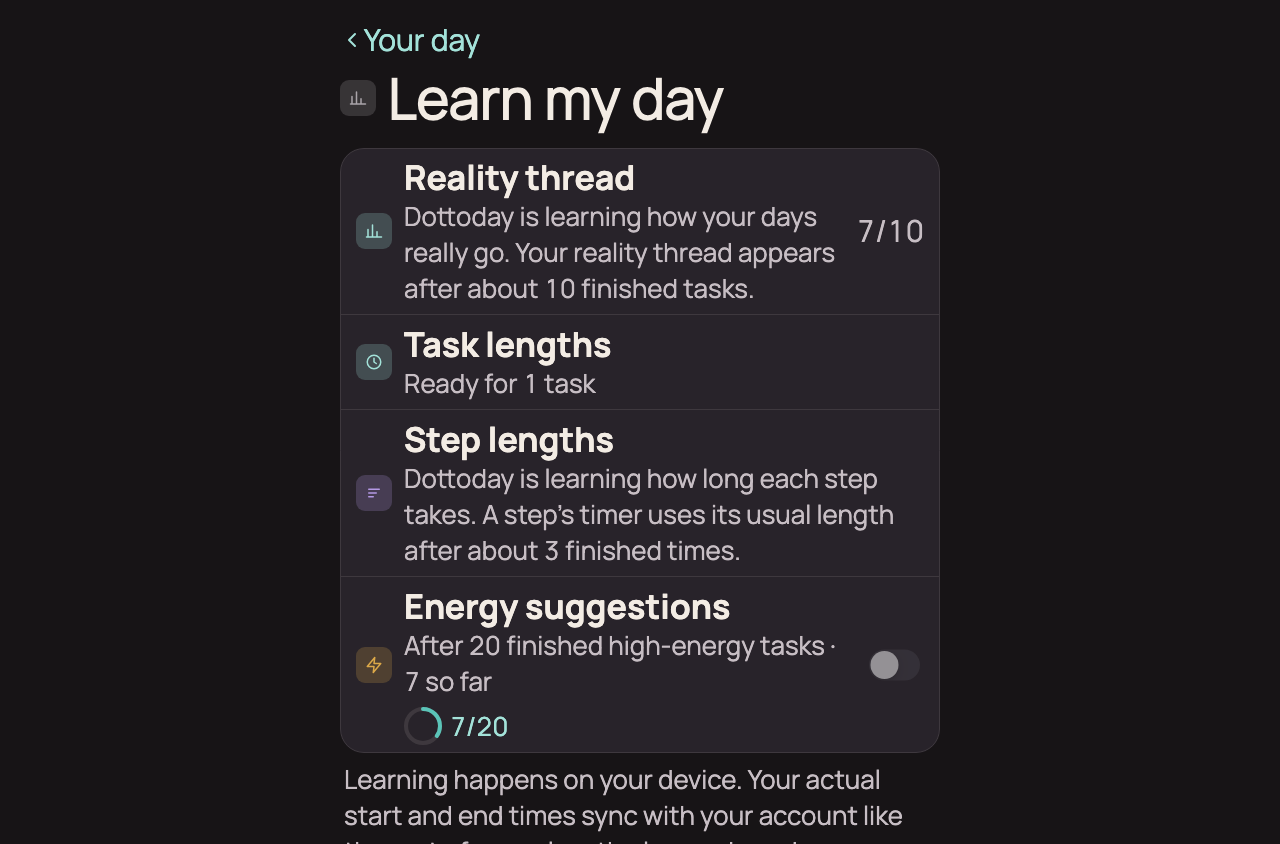 Your day
Learn my day
Reality thread
Dottoday is learning how your days
really go. Your reality thread appears
after about 10 finished tasks.
7/10
Task lengths
Ready for 1 task
Step lengths
Dottoday is learning how long each step
takes. A step's timer uses its usual length
after about 3 finished times.
Energy suggestions
After 20 finished high-energy tasks ·
7 so far
7/20
Learning happens on your device. Your actual
start and end times sync with your account like